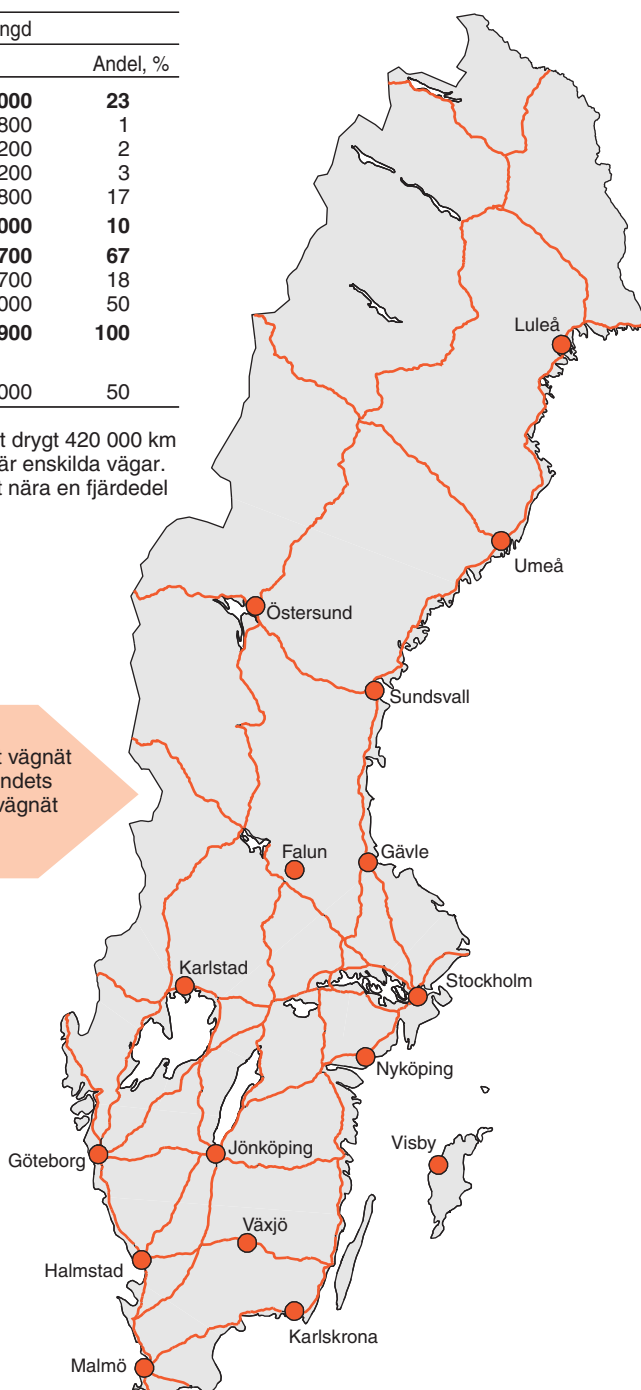 ngd
Andel, %
000 23
800 1
200 2
200 3
800 17
000 10
700 67
700 18
000 50
900 100
000 50
t drygt 420 000 km
är enskilda vägar.
t nära en fjärdedel
Luleå
Umeå
Östersund
Sundsvall
t vägnät
ndets
vägnät
Falun
Gävle
Karlstad
Stockholm
Nyköping
Visby
Göteborg
Jönköping
Växjö
Halmstad
Karlskrona
Malmö